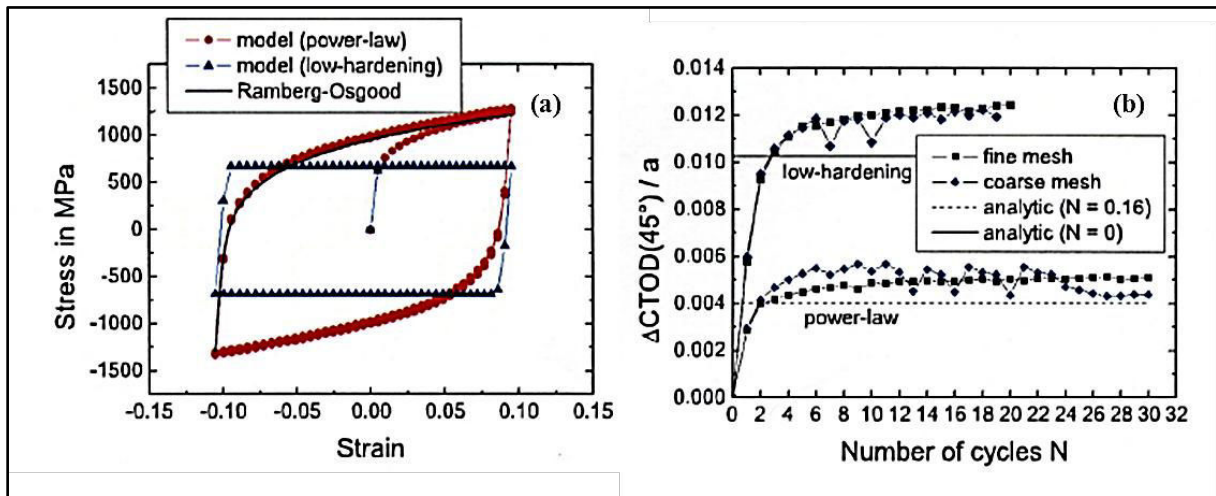 model (power-law)
model (low-hardening)
Ramberg-Osgood
(a)
1500
1000
500
0
-500
-1000
-1500
Stress in MPa
-0.15 -0.10 -0.05 0.00 0.05 0.10 0.15
Strain
(b)
0.014
0.012
0.010
0.008
0.006
0.004
0.002
0.000
ΔCTOD(45°) / a
low-hardening
fine mesh
coarse mesh
analytic (N = 0.16)
analytic (N = 0)
power-law
0 2 4 6 8 10 12 14 16 18 20 22 24 26 28 30 32
Number of cycles N